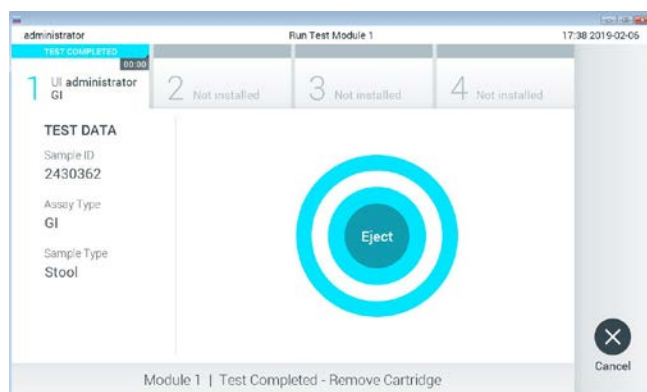 administrator Run Test Module 1 17:38 2019-02-06
TEST COMPLETED
00:00
1 UI administrator
GI
2 Not installed
3 Not installed
4 Not installed
TEST DATA
Sample ID
2430362
Assay Type
GI
Sample Type
Stool
Eject
Cancel
Module 1 | Test Completed - Remove Cartridge